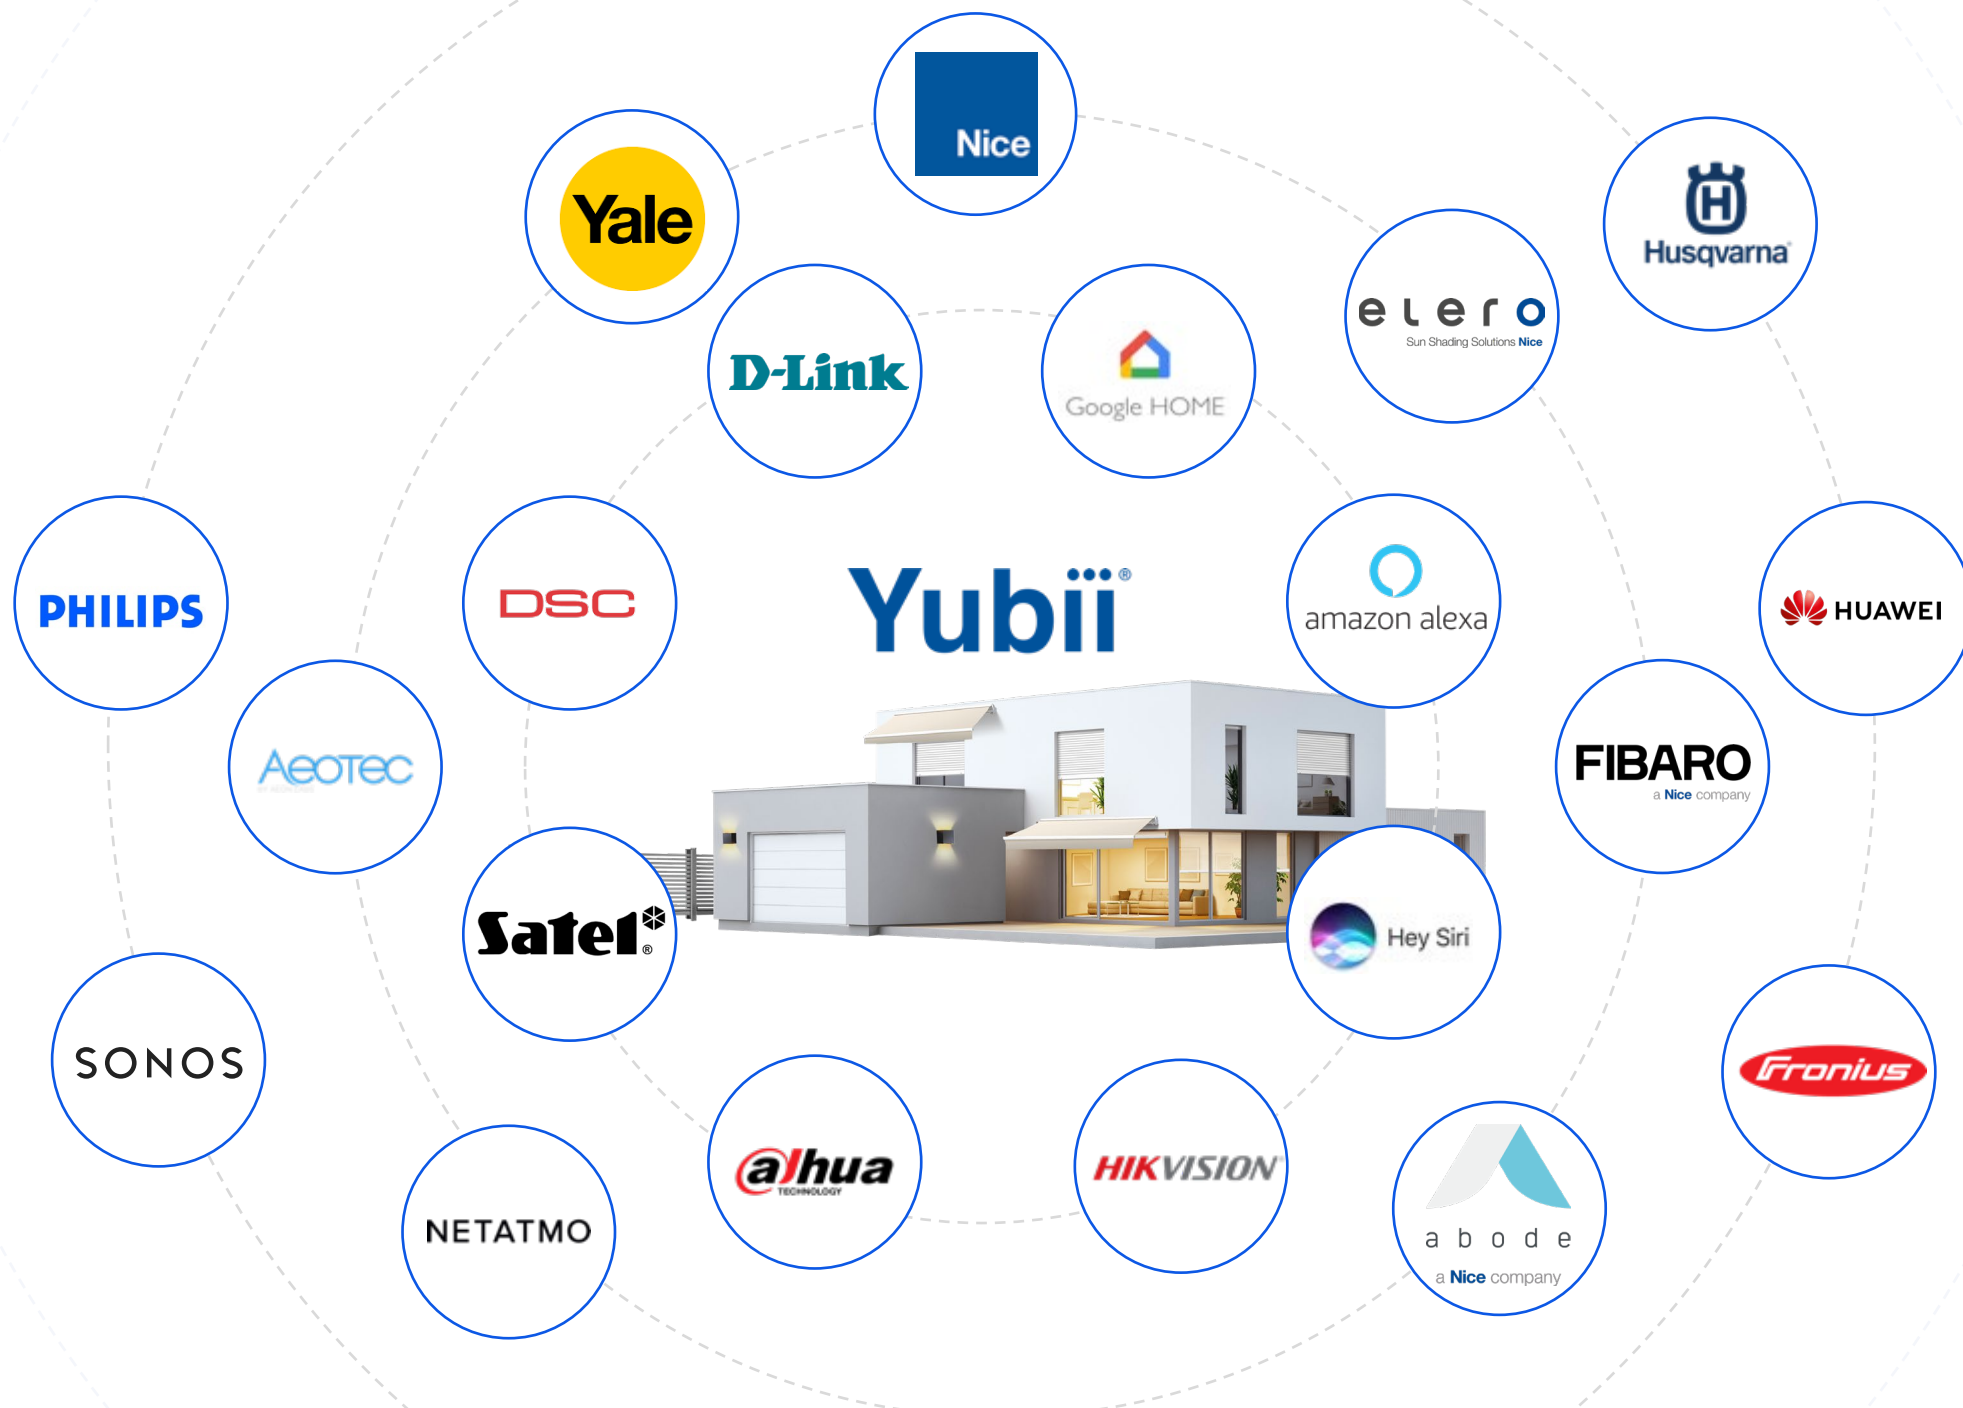 Nice
Yale
Husqvarna
elero
Sun Shading Solutions Nice
D-Link
Google HOME
PHILIPS
DSC
Yubii®
amazon alexa
HUAWEI
AEOTEC
FIBARO
a Nice company
Satel®
Hey Siri
SONOS
Fronius
alhua
TECHNOLOGY
HIKVISION
NETATMO
abode
a Nice company